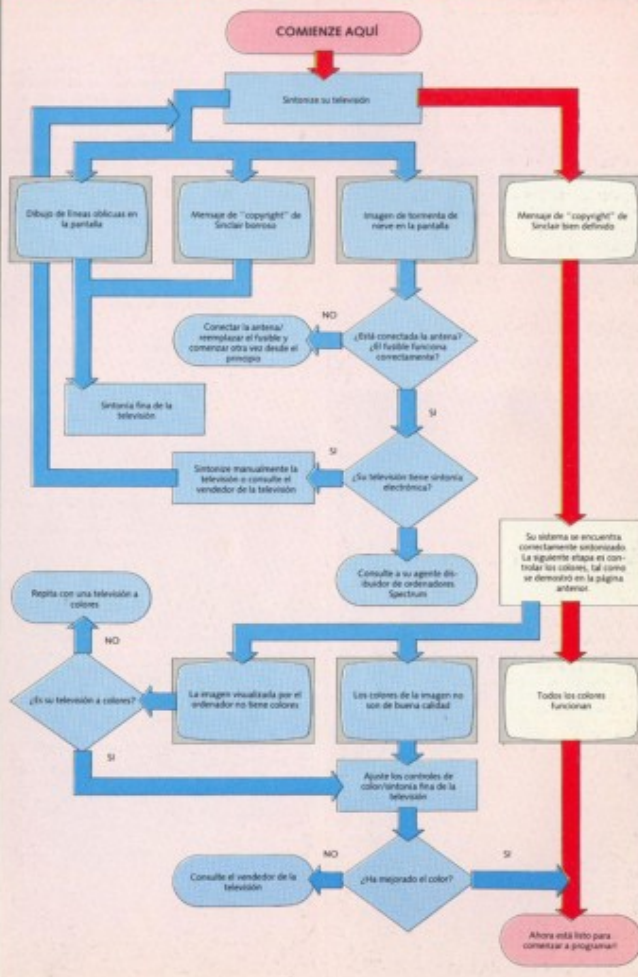 COMIENZE AQUÍ
Sintonize su televisión
Dibujo de líneas oblicuas en
la pantalla
Mensaje de "copyright" de
Sinclair borroso
Imagen de tormenta de
nieve en la pantalla
Mensaje de "copyright" de
Sinclair bien definido
NO
Conectar la antena/
reemplazar el fusible y
comenzar otra vez desde el
principio
¿Está conectada la antena?
¿El fusible funciona
correctamente?
SI
Sintonía fina de la
televisión
SI
Sintonize manualmente la
televisión o consulte el
vendedor de la televisión
¿Su televisión tiene sintonía
electrónica?
Consulte a su agente dis-
tribuidor de ordenadores
Spectrum
Su sistema se encuentra
correctamente sintonizado.
La siguiente etapa es con-
trolar los colores, tal como
se demostró en la página
anterior.
Repita con una televisión a
colores
NO
¿Es su televisión a colores?
La imagen visualizada por el
ordenador no tiene colores
Los colores de la imagen no
son de buena calidad
Todos los colores
funcionan
SI
Ajuste los controles de
color/sintonía fina de la
televisión
NO
SI
Consulte el vendedor de la
televisión
¿Ha mejorado el color?
Ahora está listo para
comenzar a programar!